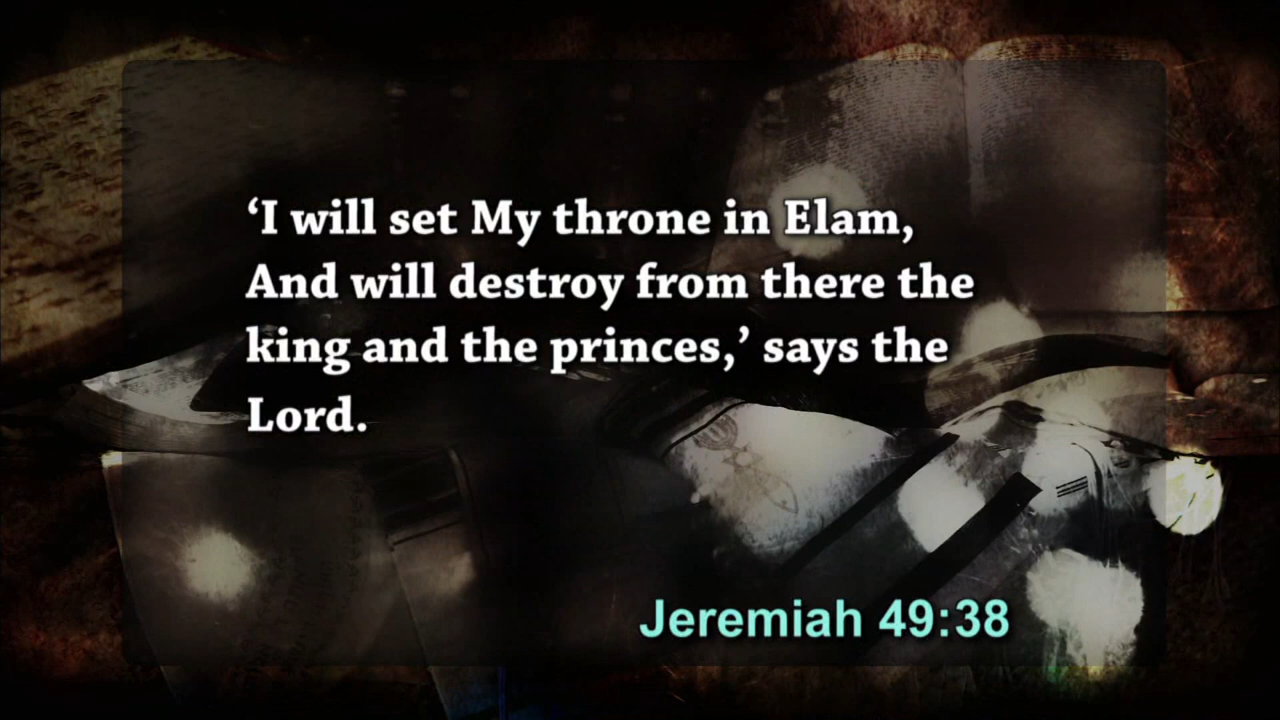 ‘I will set My throne in Elam,
And will destroy from there the
king and the princes,’ says the
Lord.
Jeremiah 49:38